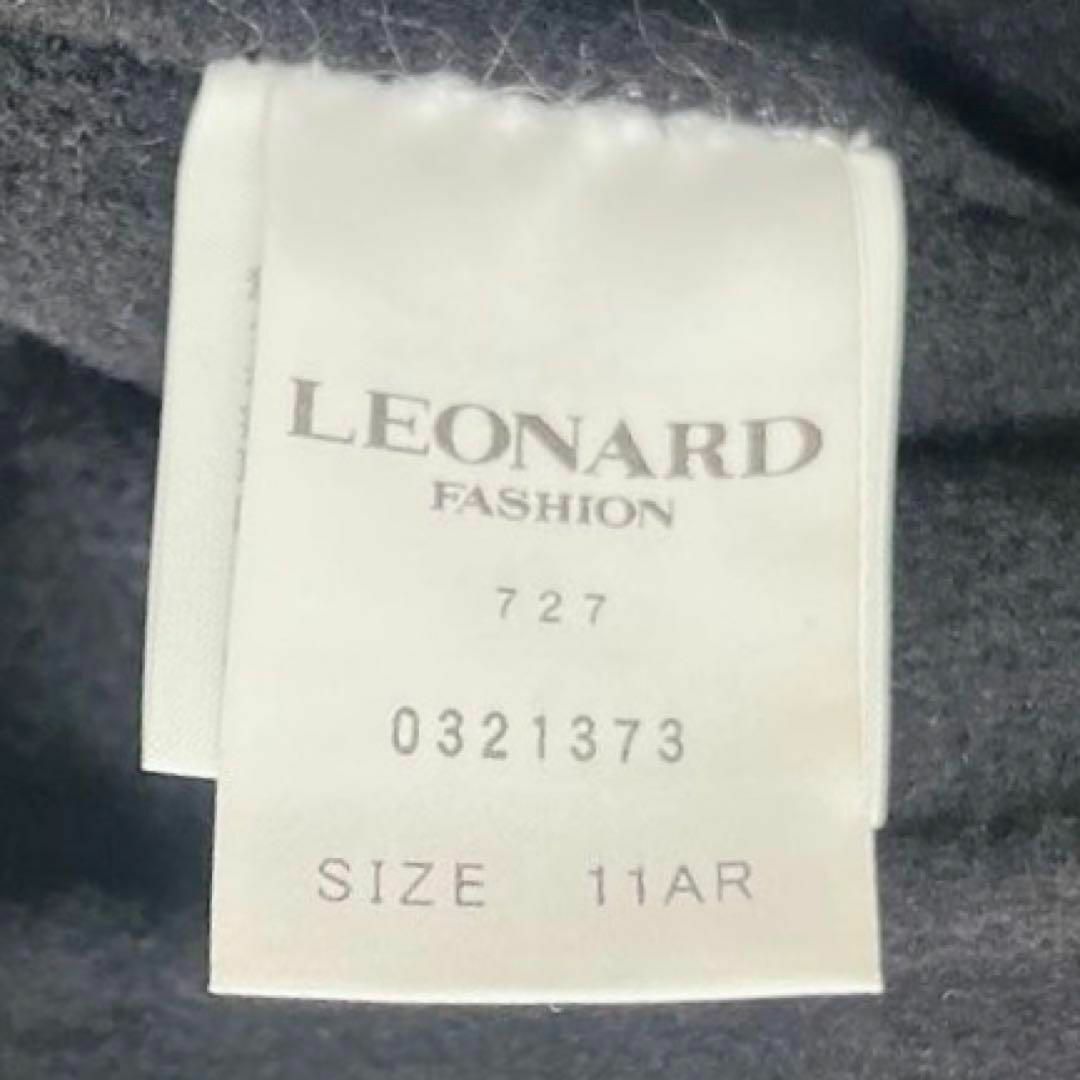 LEONARD
FASHION
727
0321373
SIZE 11AR